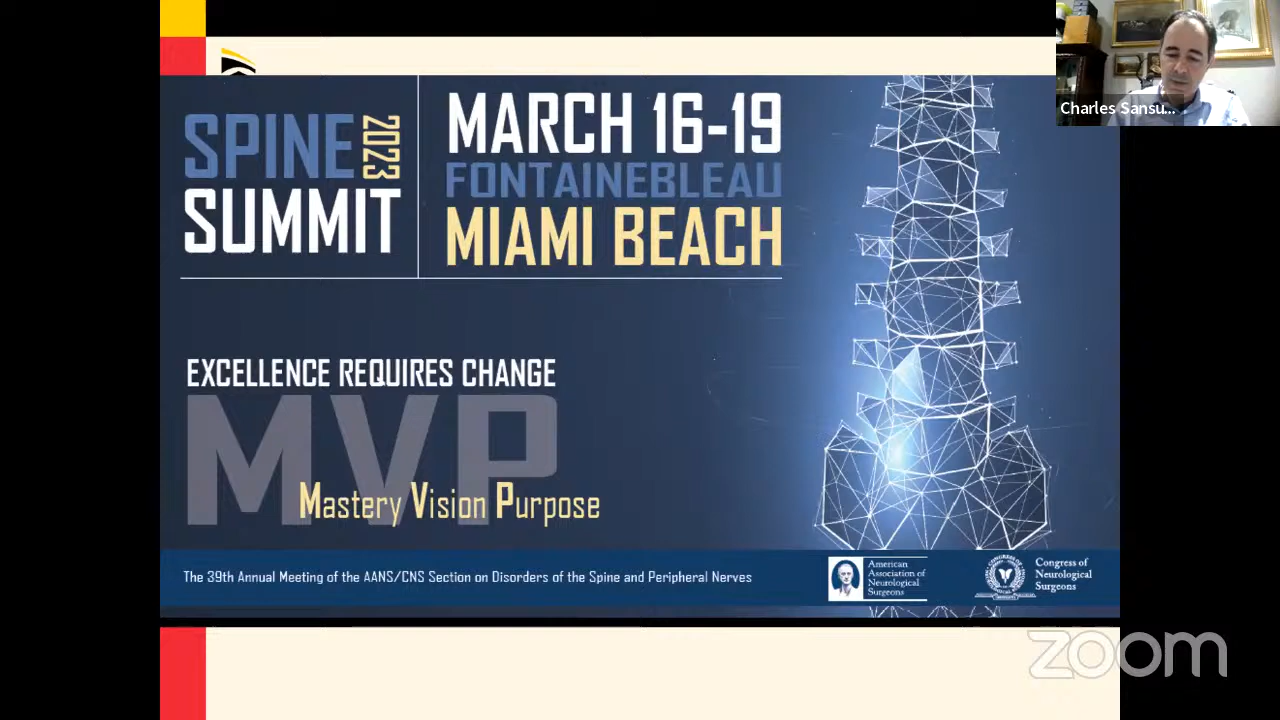 Charles Sansu...
SPINE 2023
SUMMIT
MARCH 16-19
FONTAINEBLEAU
MIAMI BEACH
EXCELLENCE REQUIRES CHANGE
MVP
Mastery Vision Purpose
The 39th Annual Meeting of the AANS/CNS Section on Disorders of the Spine and Peripheral Nerves
American
Association of
Neurological
Surgeons
Congress of
Neurological
Surgeons
zoom